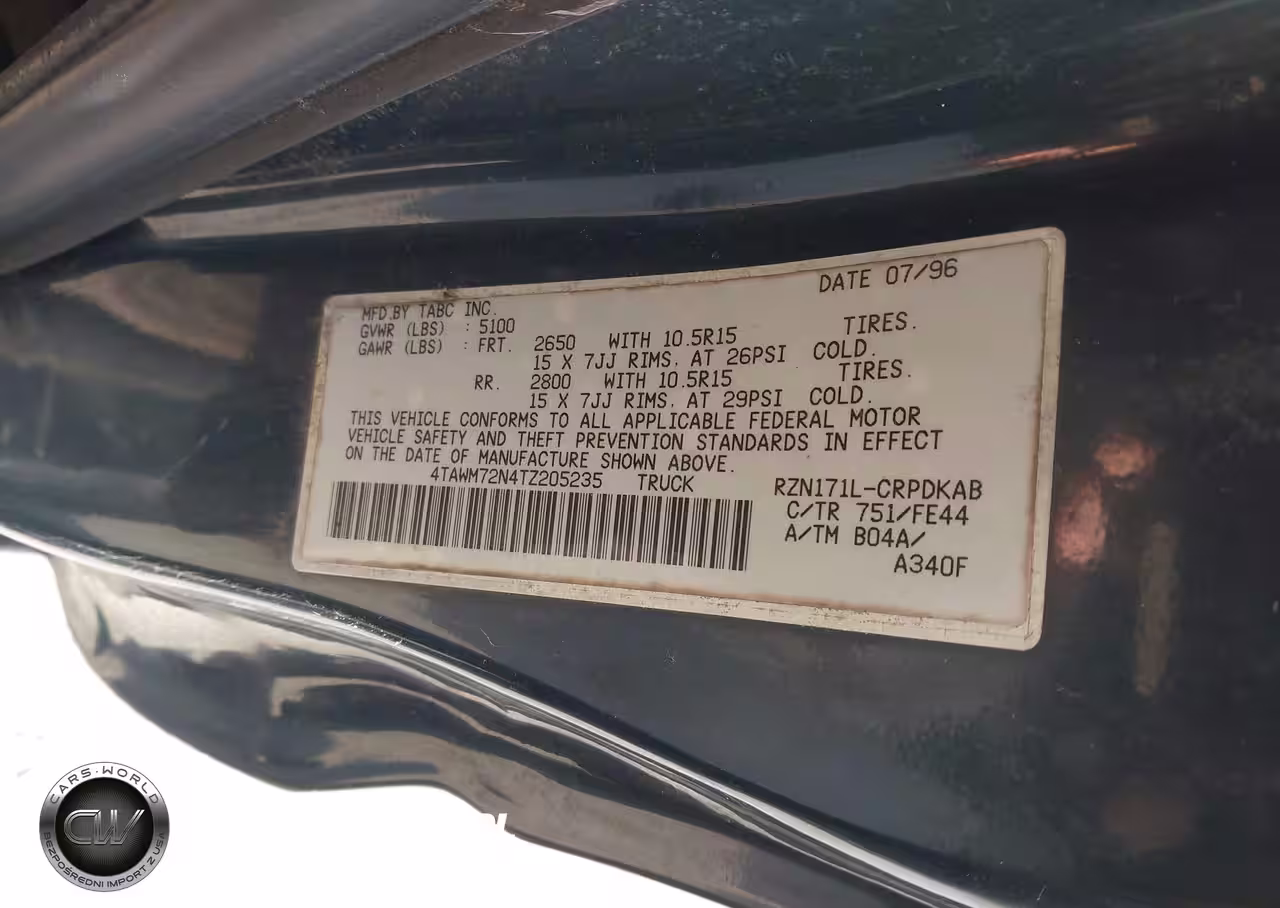 DATE 07/96
MFD.BY TABC INC.
GVWR (LBS) : 5100
GAWR (LBS) : FRT. 2650 WITH 10.5R15 TIRES.
15 X 7JJ RIMS. AT 26PSI COLD.
RR. 2800 WITH 10.5R15 TIRES.
15 X 7JJ RIMS. AT 29PSI COLD.
THIS VEHICLE CONFORMS TO ALL APPLICABLE FEDERAL MOTOR
VEHICLE SAFETY AND THEFT PREVENTION STANDARDS IN EFFECT
ON THE DATE OF MANUFACTURE SHOWN ABOVE.
4TAWM72N4TZ205235 TRUCK
RZN171L-CRPDKAB
C/TR 751/FE44
A/TM B04A/
A340F
CARS-WORLD
CW
BEZPOŚREDNI IMPORT Z USA